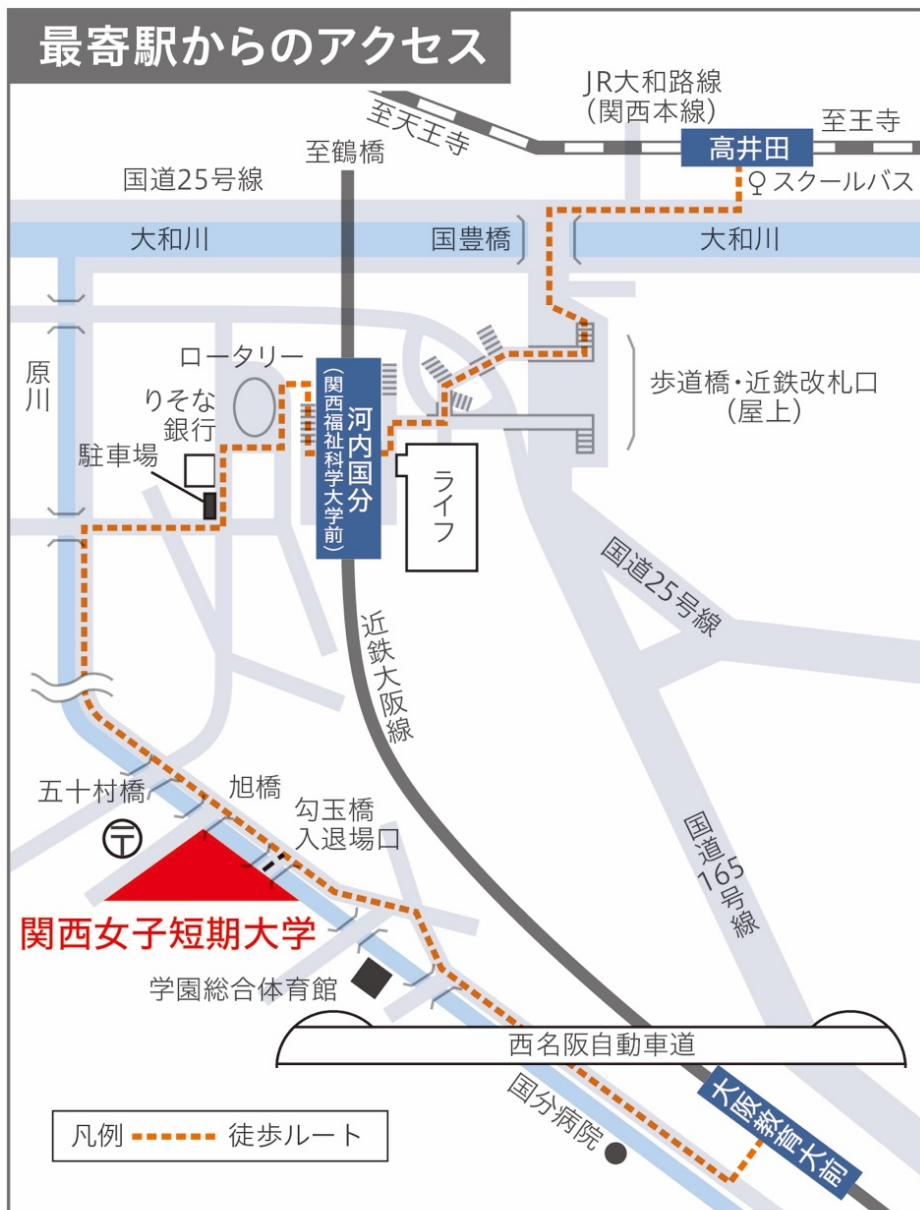 最寄駅からのアクセス
JR大和路線
(関西本線)
至天王寺
高井田
至王寺
至鶴橋
スクールバス
国道25号線
大和川
国豊橋
大和川
原川
ロータリー
りそな
銀行
駐車場
河内国分
(関西福祉科学大学前)
ライフ
歩道橋・近鉄改札口
(屋上)
国道25号線
近鉄大阪線
五十村橋
旭橋
勾玉橋
入退場口
国道
165
号線
関西女子短期大学
学園総合体育館
西名阪自動車道
国分病院
大阪教育大前
凡例
徒歩ルート